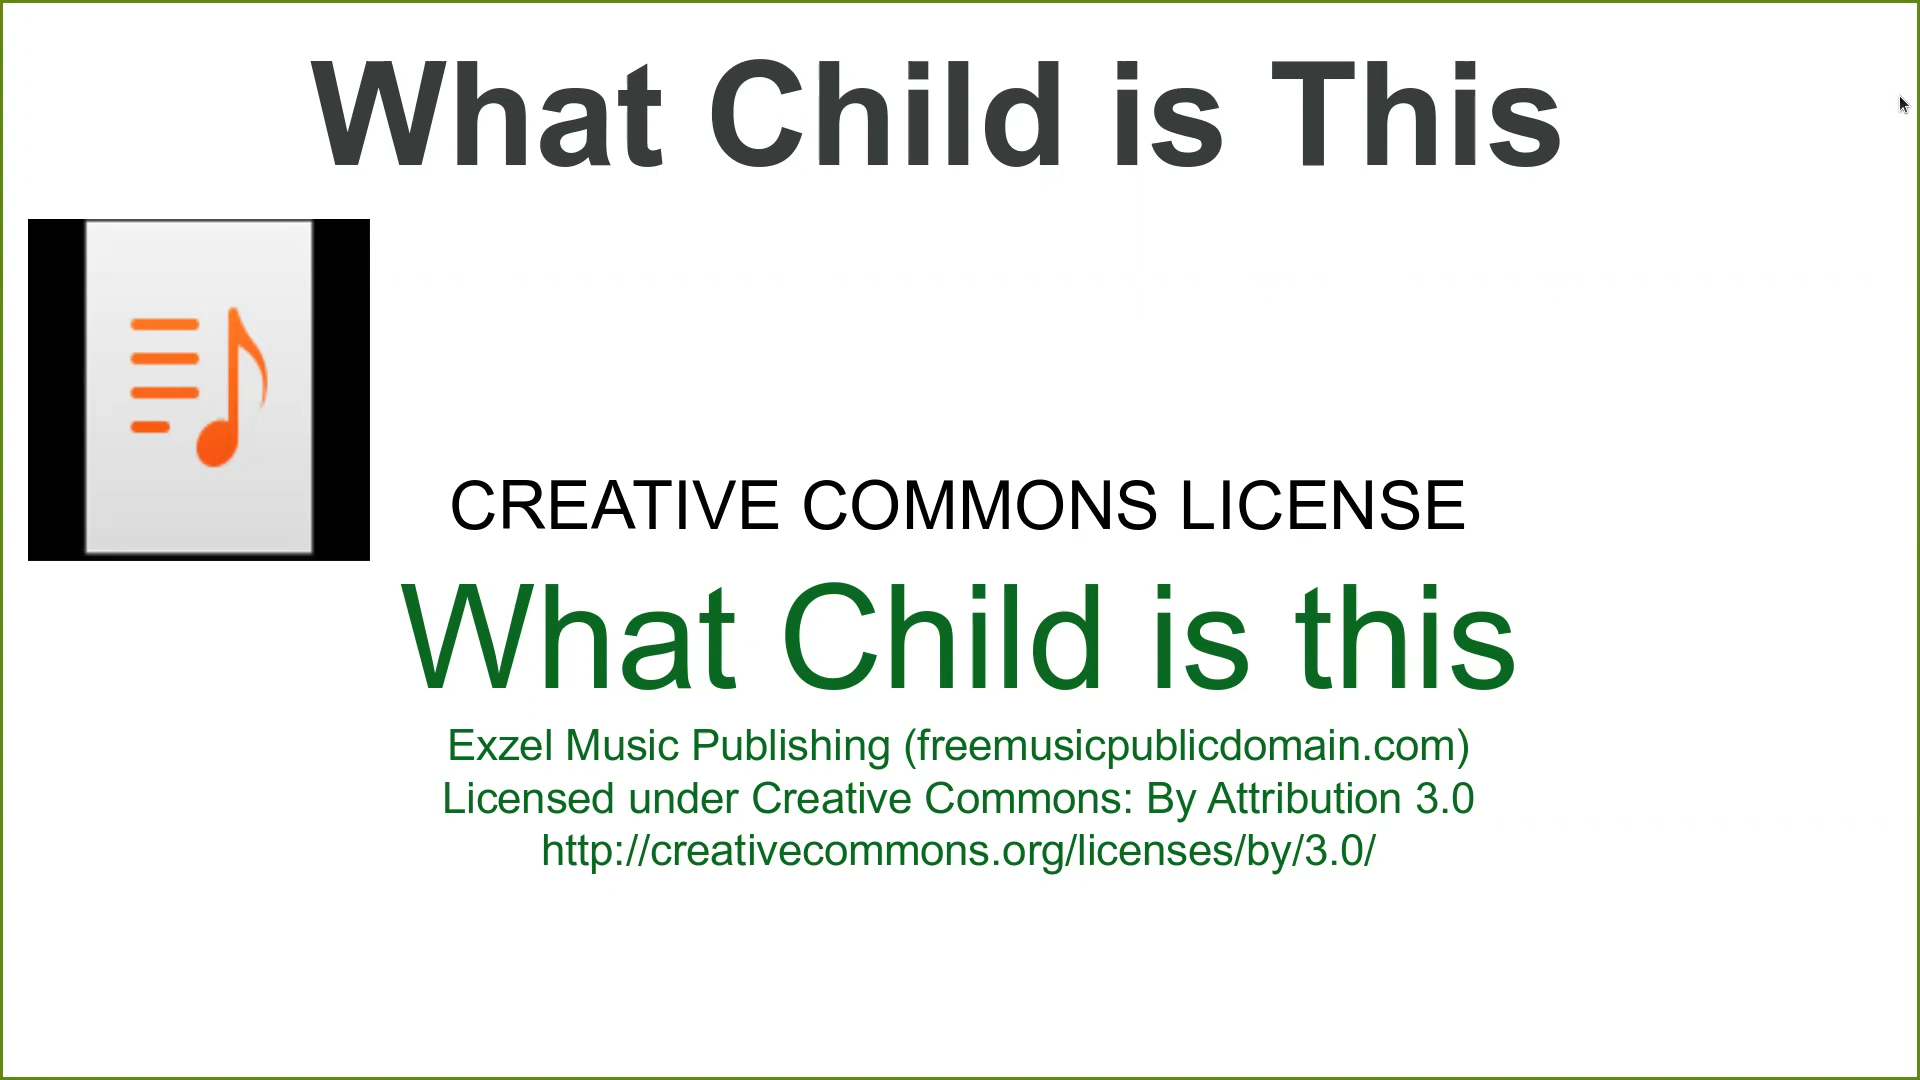 What Child is This
CREATIVE COMMONS LICENSE
What Child is this
Exzel Music Publishing (freemusicpublicdomain.com)
Licensed under Creative Commons: By Attribution 3.0
http://creativecommons.org/licenses/by/3.0/